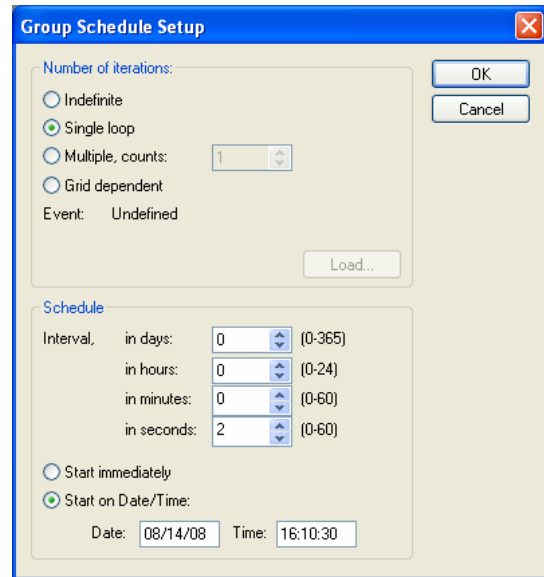 Group Schedule Setup
Number of iterations:
OK
Indefinite
Cancel
Single loop
Multiple, counts: 1
Grid dependent
Event: Undefined
Load...
Schedule
Interval, in days: 0 (0-365)
in hours: 0 (0-24)
in minutes: 0 (0-60)
in seconds: 2 (0-60)
Start immediately
Start on Date/Time:
Date: 08/14/08 Time: 16:10:30